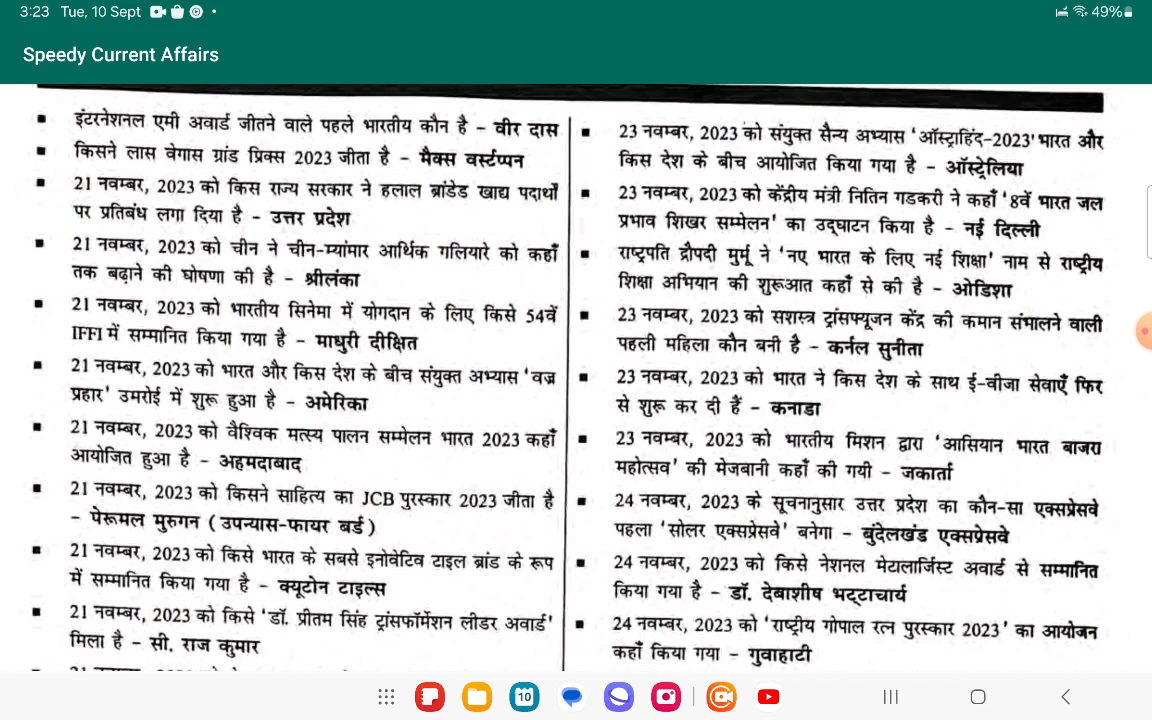 3:23 Tue, 10 Sept
49%
Speedy Current Affairs
▪ इंटरनेशनल एमी अवार्ड जीतने वाले पहले भारतीय कौन है – वीर दास
▪ किसने लास वेगास ग्रांड प्रिक्स 2023 जीता है – मैक्स वर्स्टप्पन
▪ 21 नवम्बर, 2023 को किस राज्य सरकार ने हलाल ब्रांडेड खाद्य पदार्थों
पर प्रतिबंध लगा दिया है – उत्तर प्रदेश
▪ 21 नवम्बर, 2023 को चीन ने चीन-म्यांमार आर्थिक गलियारे को कहाँ
तक बढ़ाने की घोषणा की है – श्रीलंका
▪ 21 नवम्बर, 2023 को भारतीय सिनेमा में योगदान के लिए किसे 54वें
IFFI में सम्मानित किया गया है – माधुरी दीक्षित
▪ 21 नवम्बर, 2023 को भारत और किस देश के बीच संयुक्त अभ्यास 'वज्र
प्रहार' उमरोई में शुरू हुआ है – अमेरिका
▪ 21 नवम्बर, 2023 को वैश्विक मत्स्य पालन सम्मेलन भारत 2023 कहाँ
आयोजित हुआ है – अहमदाबाद
▪ 21 नवम्बर, 2023 को किसने साहित्य का JCB पुरस्कार 2023 जीता है
– पेरूमल मुरुगन (उपन्यास-फायर बर्ड)
▪ 21 नवम्बर, 2023 को किसे भारत के सबसे इनोवेटिव टाइल ब्रांड के रूप
में सम्मानित किया गया है – क्यूटोन टाइल्स
▪ 21 नवम्बर, 2023 को किसे 'डॉ. प्रीतम सिंह ट्रांसफॉर्मेशन लीडर अवार्ड'
मिला है – सी. राज कुमार
▪ 23 नवम्बर, 2023 को संयुक्त सैन्य अभ्यास 'ऑस्ट्राहिंद-2023' भारत और
किस देश के बीच आयोजित किया गया है – ऑस्ट्रेलिया
▪ 23 नवम्बर, 2023 को केंद्रीय मंत्री नितिन गडकरी ने कहाँ '8वें भारत जल
प्रभाव शिखर सम्मेलन' का उद्घाटन किया है – नई दिल्ली
▪ राष्ट्रपति द्रौपदी मुर्मू ने 'नए भारत के लिए नई शिक्षा' नाम से राष्ट्रीय
शिक्षा अभियान की शुरूआत कहाँ से की है – ओडिशा
▪ 23 नवम्बर, 2023 को सशस्त्र ट्रांसफ्यूजन केंद्र की कमान संभालने वाली
पहली महिला कौन बनी है – कर्नल सुनीता
▪ 23 नवम्बर, 2023 को भारत ने किस देश के साथ ई-वीजा सेवाएँ फिर
से शुरू कर दी हैं – कनाडा
▪ 23 नवम्बर, 2023 को भारतीय मिशन द्वारा 'आसियान भारत बाजरा
महोत्सव' की मेजबानी कहाँ की गयी – जकार्ता
▪ 24 नवम्बर, 2023 के सूचनानुसार उत्तर प्रदेश का कौन-सा एक्सप्रेसवे
पहला 'सोलर एक्सप्रेसवे' बनेगा – बुंदेलखंड एक्सप्रेसवे
▪ 24 नवम्बर, 2023 को किसे नेशनल मेटालार्जिस्ट अवार्ड से सम्मानित
किया गया है – डॉ. देबाशीष भट्टाचार्य
▪ 24 नवम्बर, 2023 को 'राष्ट्रीय गोपाल रत्न पुरस्कार 2023' का आयोजन
कहाँ किया गया – गुवाहाटी
10